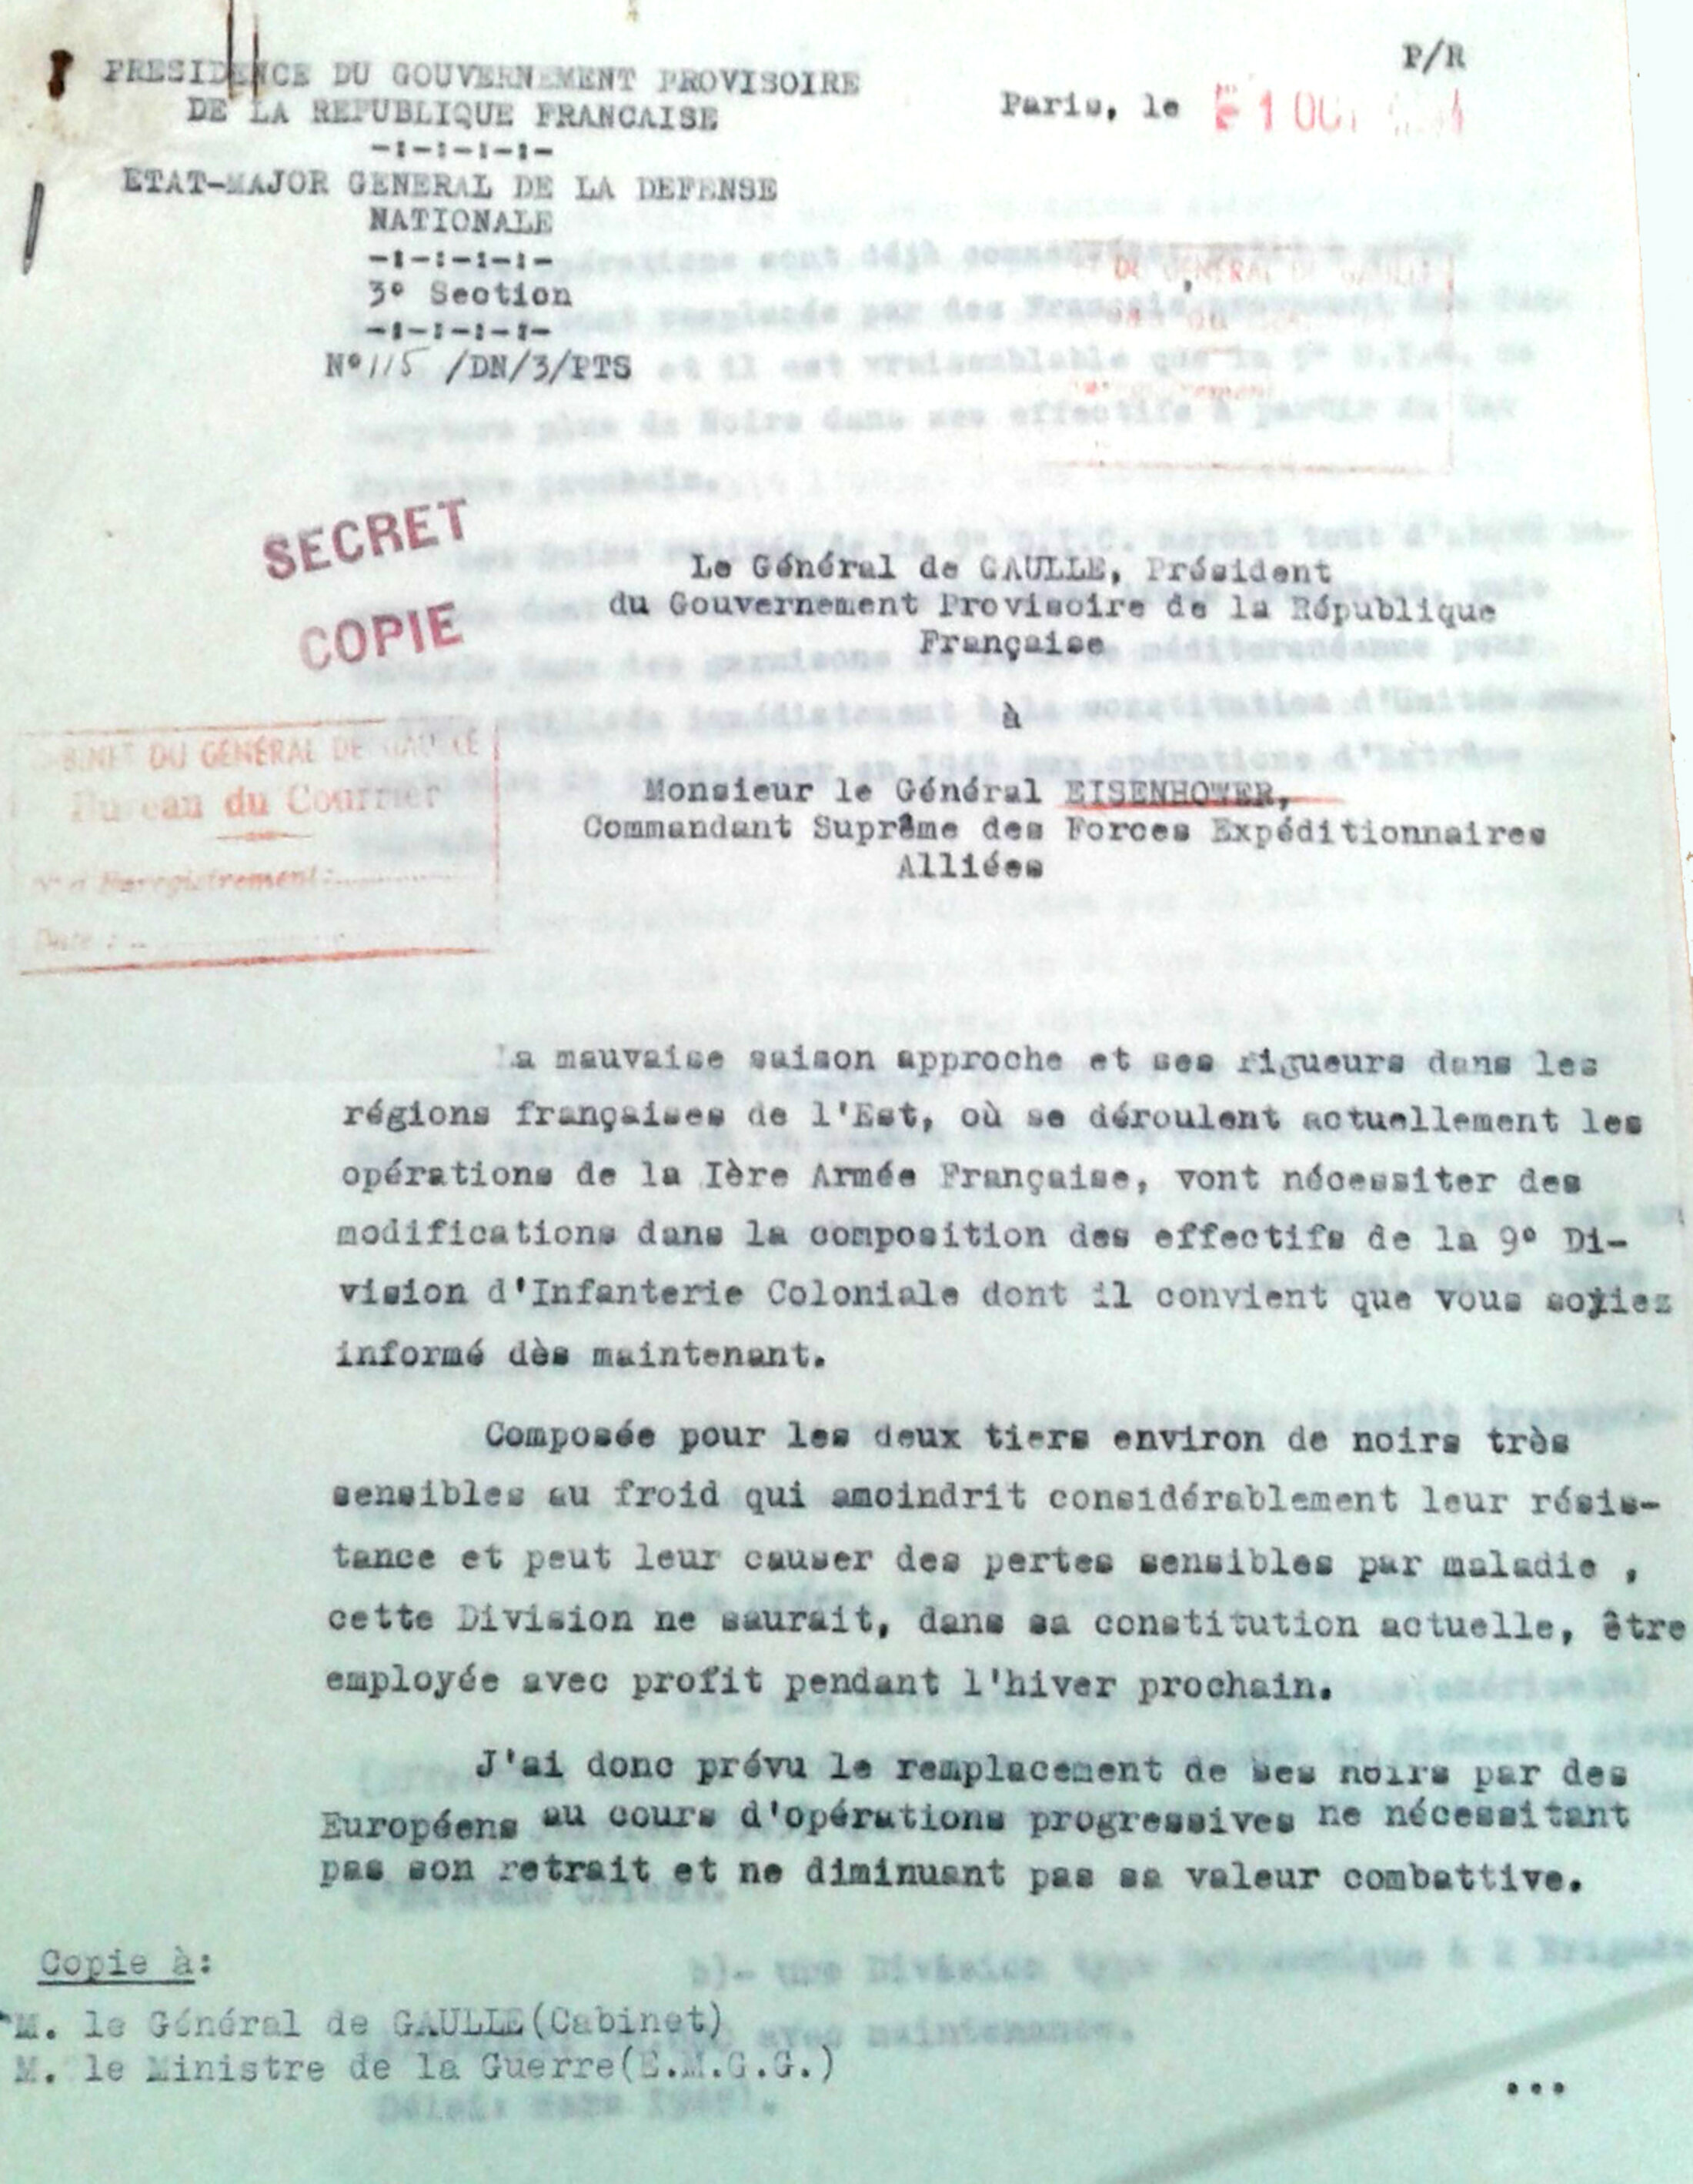 P/R
PRESIDENCE DU GOUVERNEMENT PROVISOIRE
DE LA REPUBLIQUE FRANCAISE
Paris, le 1 OCT
-:-:-:-:-
ETAT-MAJOR GENERAL DE LA DEFENSE
NATIONALE
-:-:-:-:-
3° Section
-:-:-:-:-
N°115 /DN/3/PTS
DU GENERAL DE GAULLE
SECRET
COPIE
Le Général de GAULLE, Président
du Gouvernement Provisoire de la République
Française
à
Monsieur le Général EISENHOWER,
Commandant Suprême des Forces Expéditionnaires
Alliées
CABINET DU GENERAL DE GAULLE
Bureau du Courrier
N° d'Enregistrement:
Date :
La mauvaise saison approche et ses rigueurs dans les
régions françaises de l'Est, où se déroulent actuellement les
opérations de la Ière Armée Française, vont nécessiter des
modifications dans la composition des effectifs de la 9° Di-
vision d'Infanterie Coloniale dont il convient que vous soyiez
informé dès maintenant.
Composée pour les deux tiers environ de noirs très
sensibles au froid qui amoindrit considérablement leur résis-
tance et peut leur causer des pertes sensibles par maladie ,
cette Division ne saurait, dans sa constitution actuelle, être
employée avec profit pendant l'hiver prochain.
J'ai donc prévu le remplacement de ses noirs par des
Européens au cours d'opérations progressives ne nécessitant
pas son retrait et ne diminuant pas sa valeur combattive.
Copie à:
M. le Général de GAULLE(Cabinet)
M. le Ministre de la Guerre(E.M.G.G.)
...